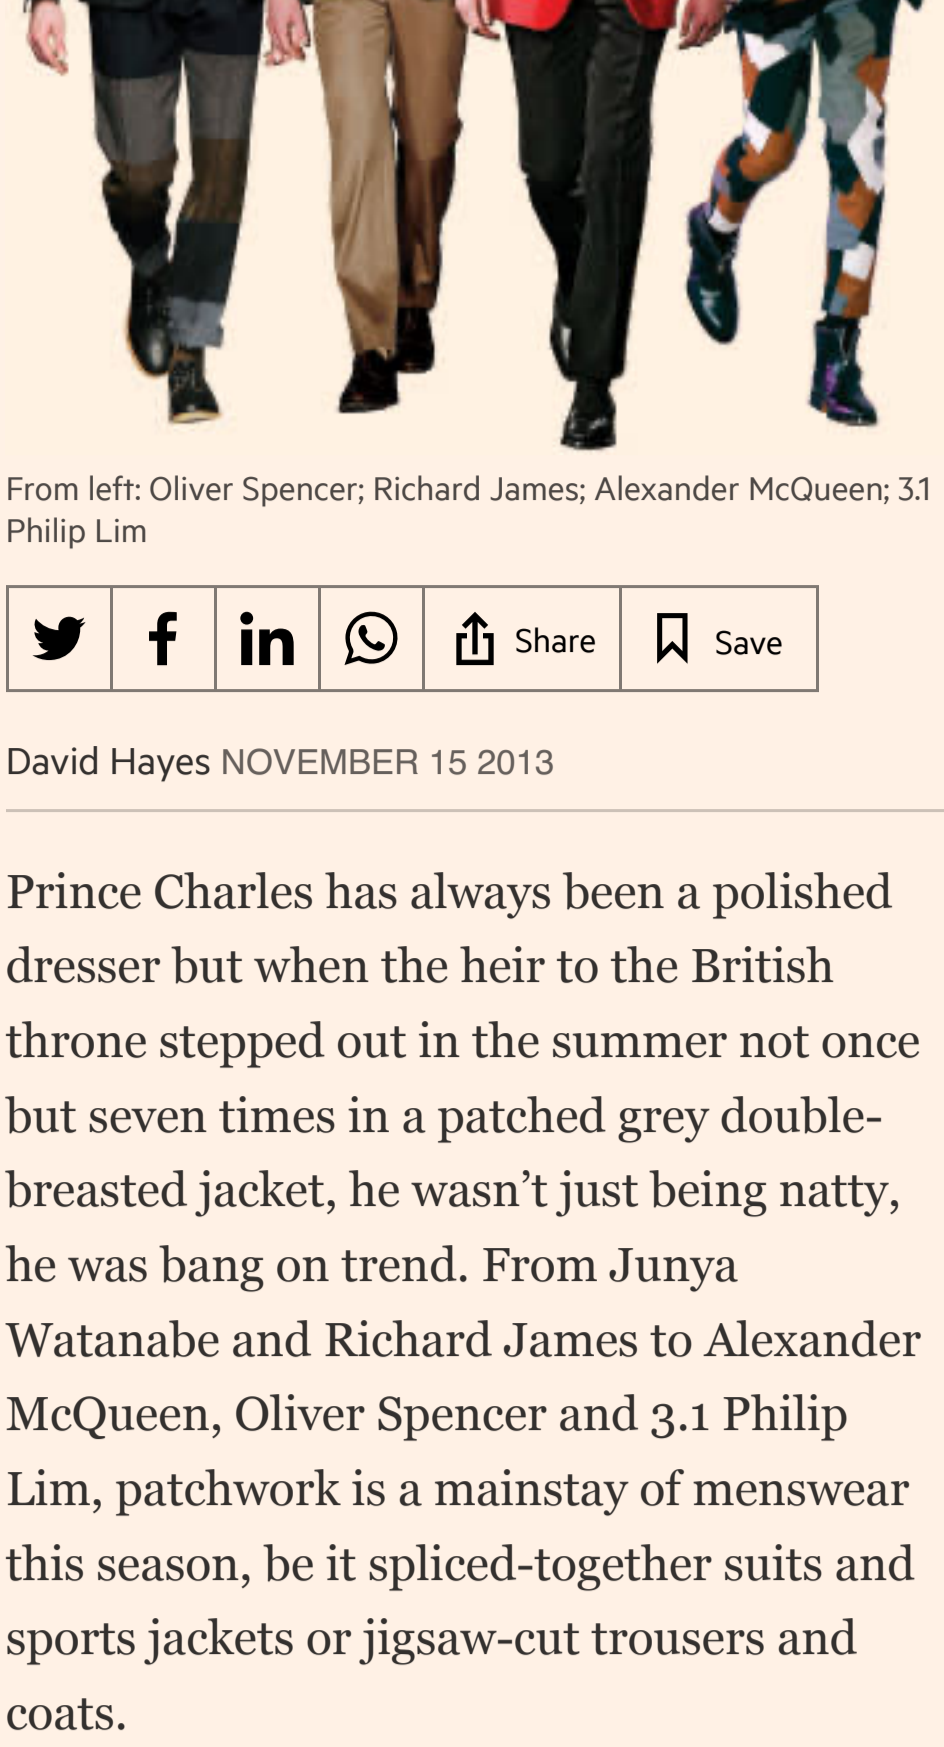 From left: Oliver Spencer; Richard James; Alexander McQueen; 3.1
Philip Lim
in
Share
Save
David Hayes NOVEMBER 15 2013
Prince Charles has always been a polished
dresser but when the heir to the British
throne stepped out in the summer not once
but seven times in a patched grey double-
breasted jacket, he wasn’t just being natty,
he was bang on trend. From Junya
Watanabe and Richard James to Alexander
McQueen, Oliver Spencer and 3.1 Philip
Lim, patchwork is a mainstay of menswear
this season, be it spliced-together suits and
sports jackets or jigsaw-cut trousers and
coats.